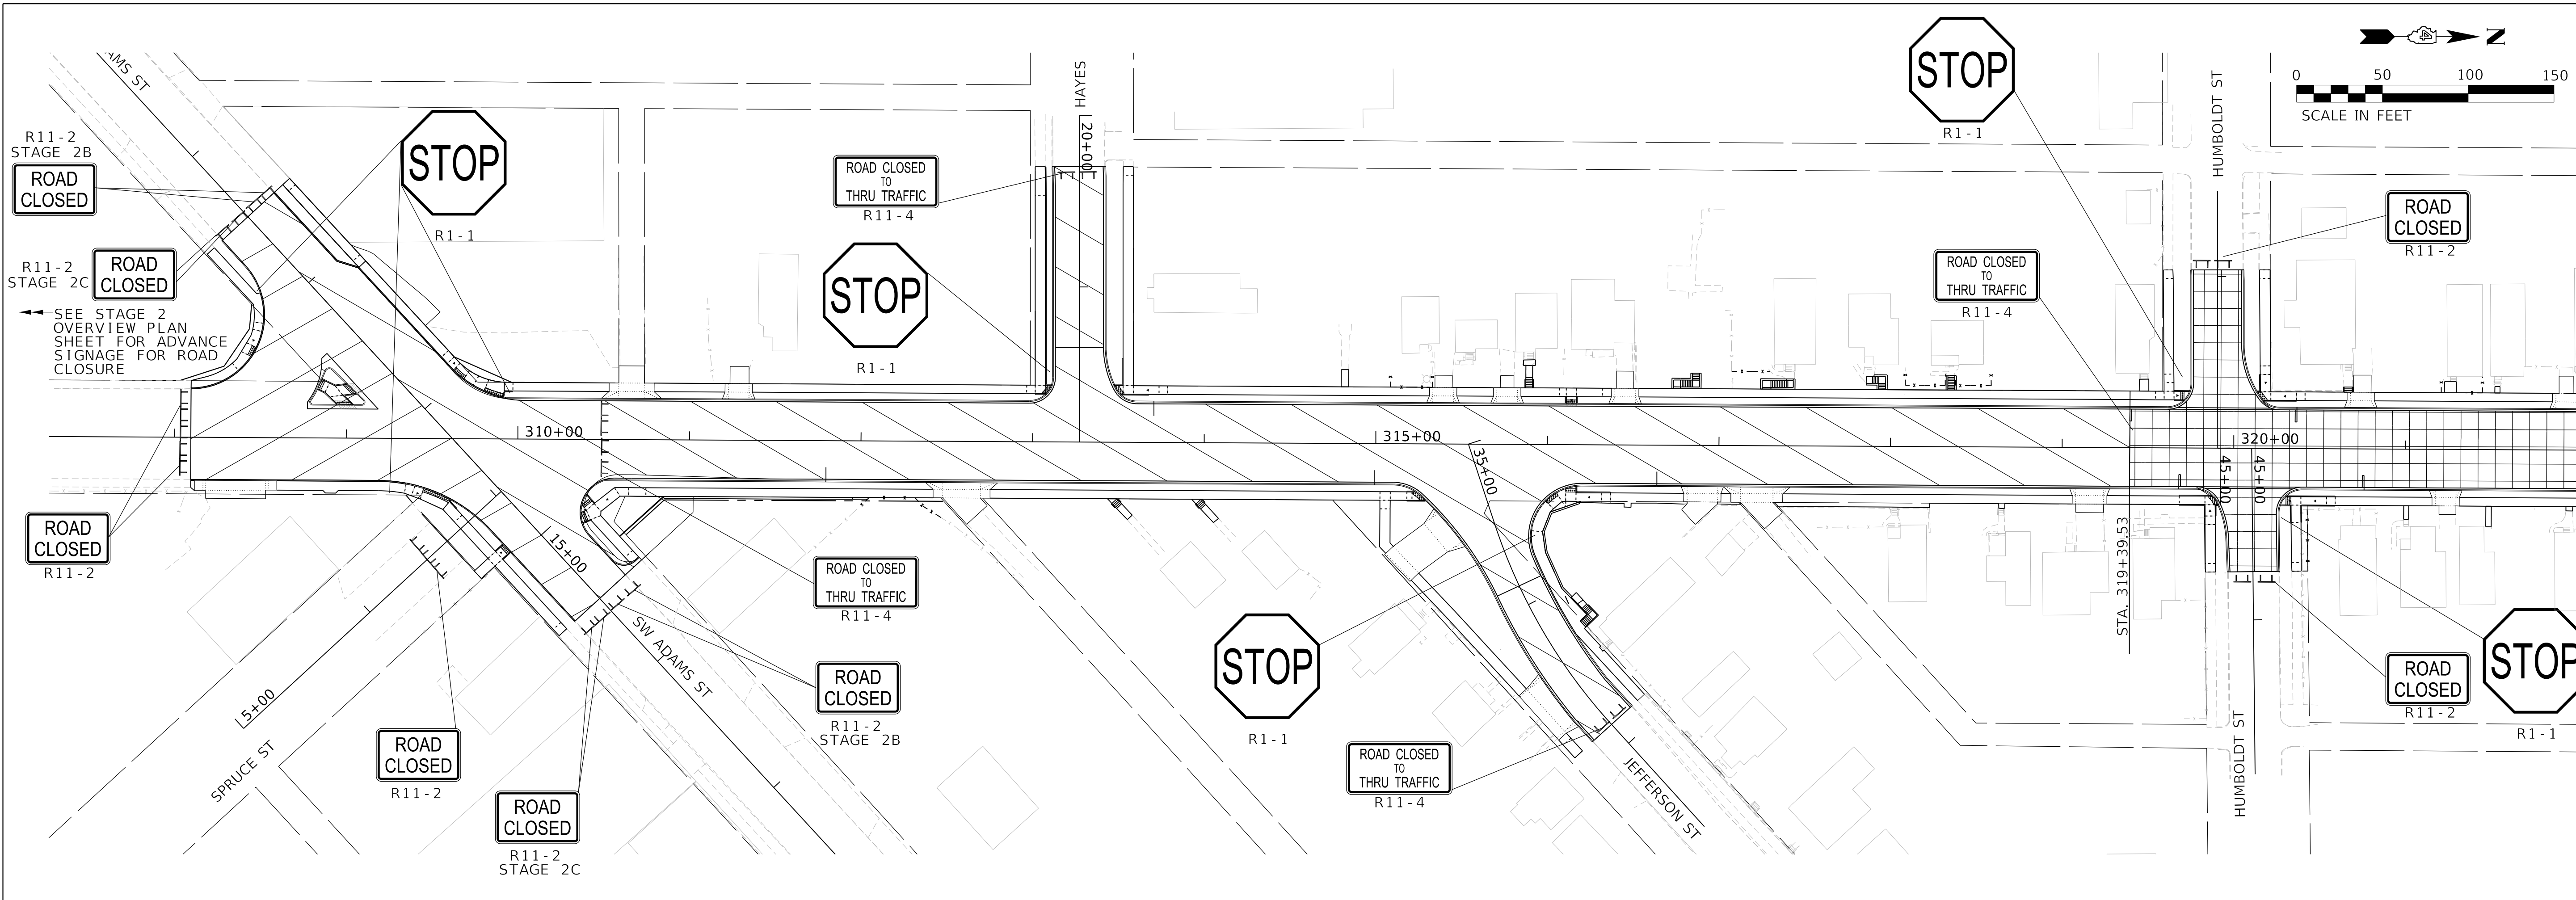 AMS ST
R11-2
STAGE 2B
ROAD
CLOSED
STOP
R1-1
R11-2
STAGE 2C
ROAD
CLOSED
SEE STAGE 2
OVERVIEW PLAN
SHEET FOR ADVANCE
SIGNAGE FOR ROAD
CLOSURE
ROAD CLOSED
TO
THRU TRAFFIC
R11-4
STOP
R1-1
HAYES
20+00
STOP
R1-1
HUMBOLDT ST
N
0 50 100 150
SCALE IN FEET
ROAD
CLOSED
R11-2
ROAD CLOSED
TO
THRU TRAFFIC
R11-4
310+00
315+00
320+00
35+00
45+00
45+00
STA. 319+39.53
ROAD
CLOSED
R11-2
15+00
SW ADAMS ST
5+00
SPRUCE ST
ROAD
CLOSED
R11-2
ROAD
CLOSED
R11-2
STAGE 2C
ROAD CLOSED
TO
THRU TRAFFIC
R11-4
ROAD
CLOSED
R11-2
STAGE 2B
STOP
R1-1
ROAD CLOSED
TO
THRU TRAFFIC
R11-4
JEFFERSON ST
HUMBOLDT ST
ROAD
CLOSED
R11-2
STOP
R1-1